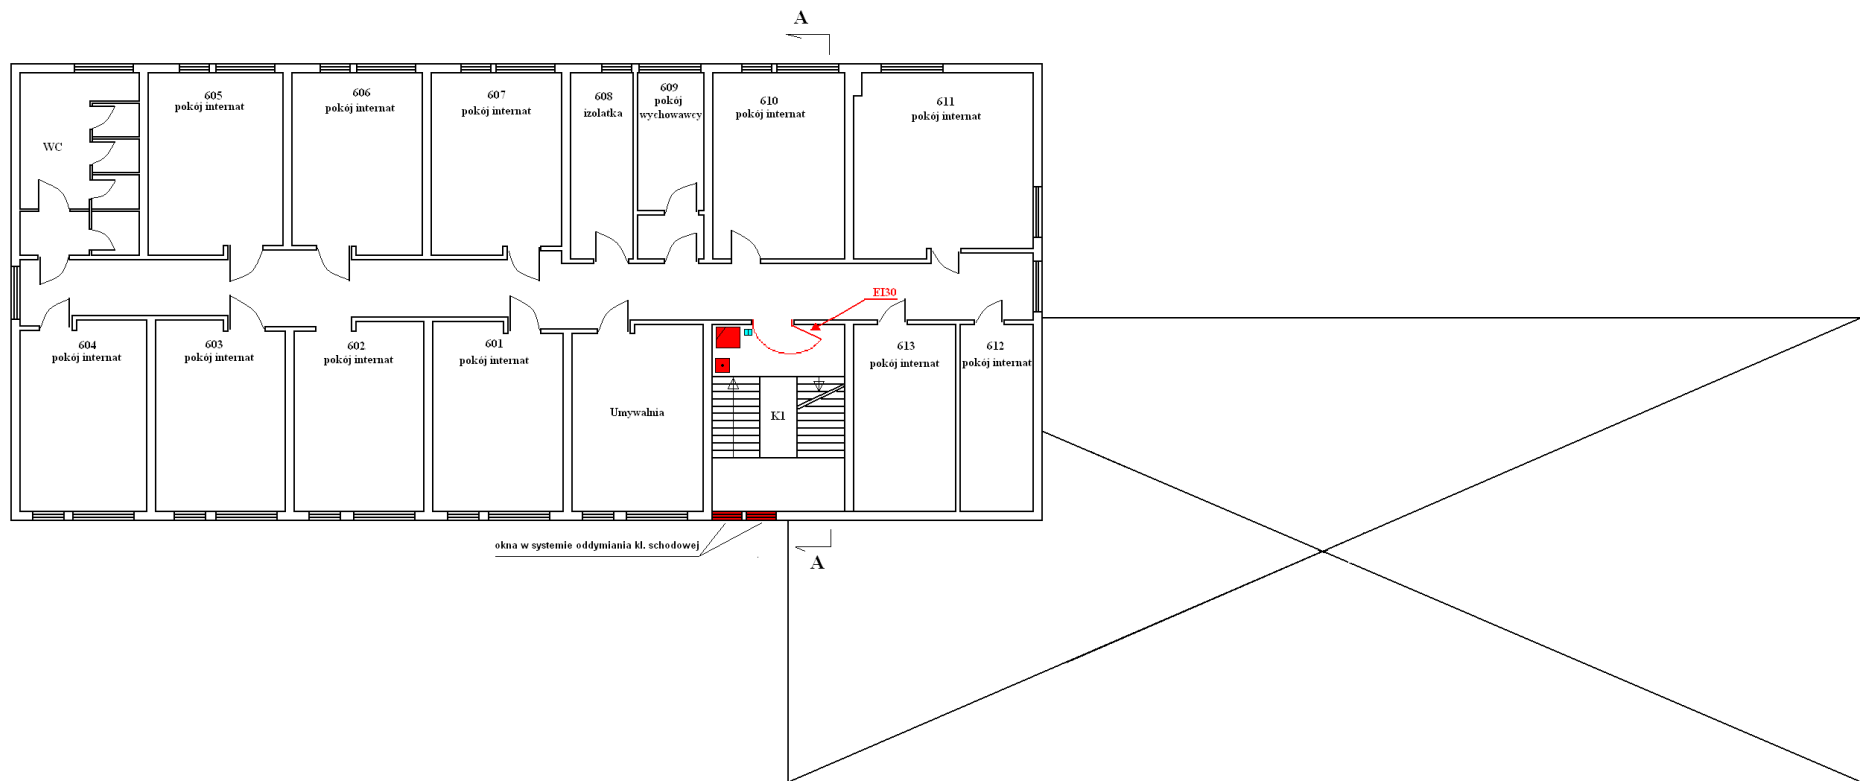 A
605
pokój internat
606
pokój internat
607
pokój internat
608
izolatka
609
pokój
wychowawcy
610
pokój internat
611
pokój internat
WC
EI30
604
pokój internat
603
pokój internat
602
pokój internat
601
pokój internat
Umywalnia
K1
613
pokój internat
612
pokój internat
okna w systemie oddymiania kl. schodowej
A